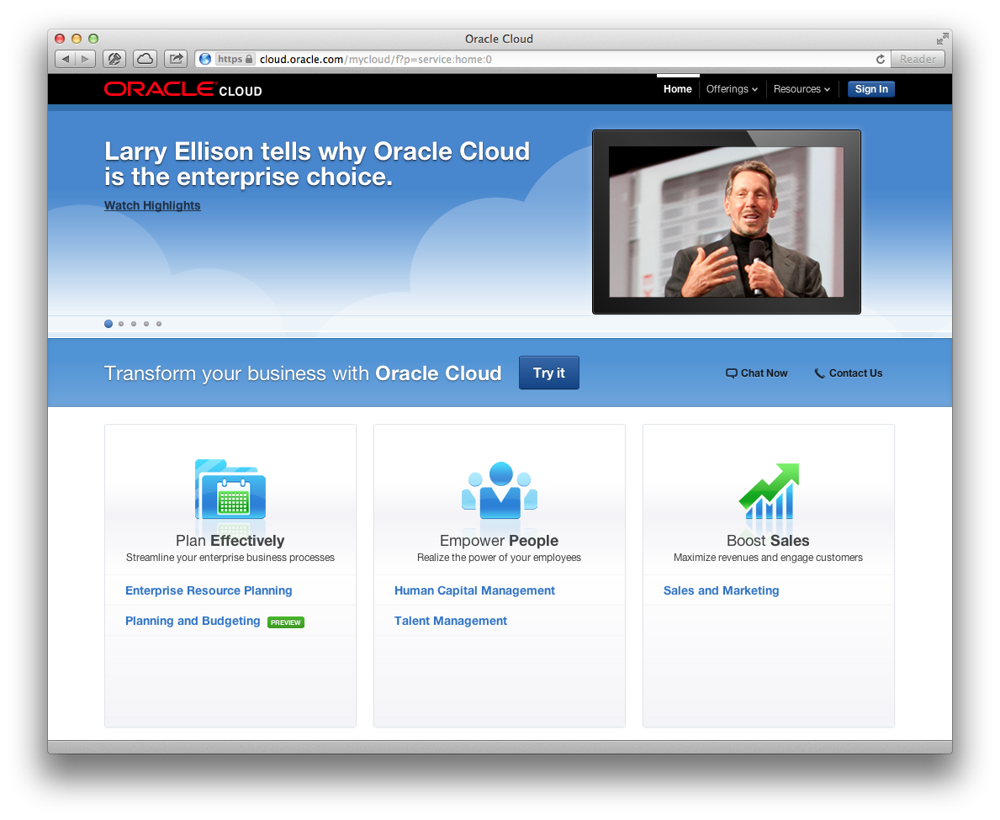 Oracle Cloud
https cloud.oracle.com/mycloud/f?p=service:home:0 Reader
ORACLE CLOUD
Home Offerings Resources Sign In
Larry Ellison tells why Oracle Cloud
is the enterprise choice.
Watch Highlights
Transform your business with Oracle Cloud Try it Chat Now Contact Us
Plan Effectively
Streamline your enterprise business processes
Enterprise Resource Planning
Planning and Budgeting PREVIEW
Empower People
Realize the power of your employees
Human Capital Management
Talent Management
Boost Sales
Maximize revenues and engage customers
Sales and Marketing